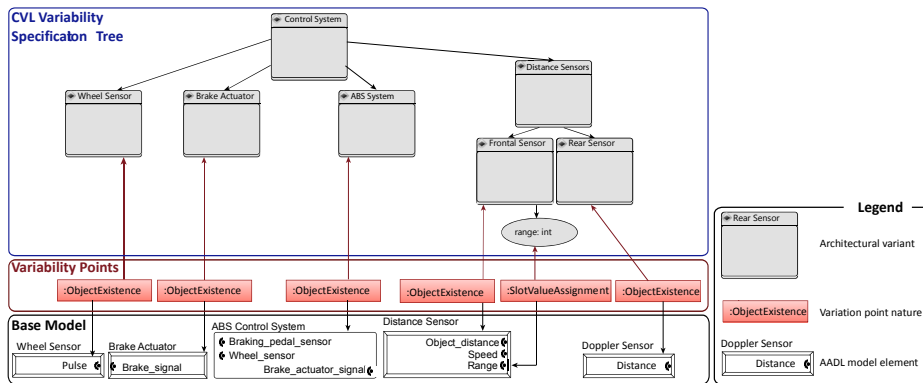 CVL Variability
Specificaton Tree
Control System
Distance Sensors
Wheel Sensor
Brake Actuator
ABS System
Frontal Sensor
Rear Sensor
range: int
Variability Points
:ObjectExistence
:ObjectExistence
:ObjectExistence
:ObjectExistence
:SlotValueAssignment
:ObjectExistence
Base Model
Wheel Sensor
Pulse
Brake Actuator
Brake_signal
ABS Control System
Braking_pedal_sensor
Wheel_sensor
Brake_actuator_signal
Distance Sensor
Object_distance
Speed
Range
Doppler Sensor
Distance
Legend
Rear Sensor
Architectural variant
:ObjectExistence
Variation point nature
Doppler Sensor
Distance
AADL model element